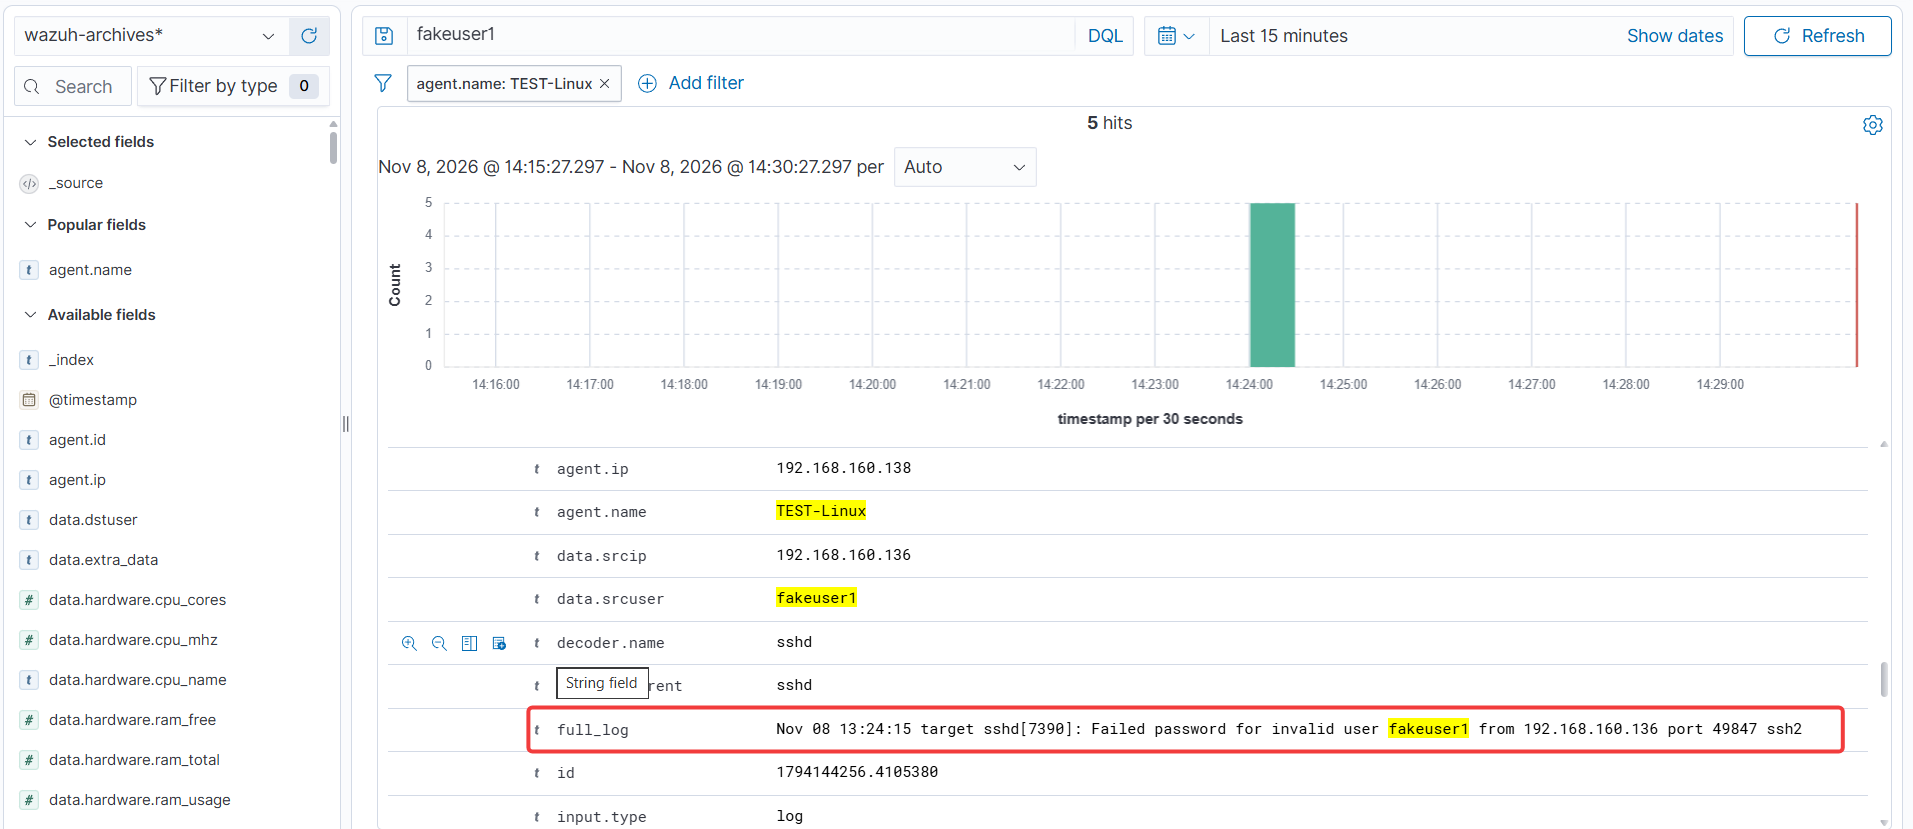 wazuh-archives*
Search
Filter by type 0
Selected fields
_source
Popular fields
t agent.name
Available fields
t _index
@timestamp
t agent.id
t agent.ip
t data.dstuser
t data.extra_data
# data.hardware.cpu_cores
# data.hardware.cpu_mhz
t data.hardware.cpu_name
# data.hardware.ram_free
# data.hardware.ram_total
# data.hardware.ram_usage
fakeuser1 DQL Last 15 minutes Show dates Refresh
agent.name: TEST-Linux × Add filter
5 hits
Nov 8, 2026 @ 14:15:27.297 - Nov 8, 2026 @ 14:30:27.297 per Auto
Count
5
4
3
2
1
0
14:16:00 14:17:00 14:18:00 14:19:00 14:20:00 14:21:00 14:22:00 14:23:00 14:24:00 14:25:00 14:26:00 14:27:00 14:28:00 14:29:00
timestamp per 30 seconds
t agent.ip 192.168.160.138
t agent.name TEST-Linux
t data.srcip 192.168.160.136
t data.srcuser fakeuser1
t decoder.name sshd
t String field rent sshd
t full_log Nov 08 13:24:15 target sshd[7390]: Failed password for invalid user fakeuser1 from 192.168.160.136 port 49847 ssh2
t id 1794144256.4105380
t input.type log